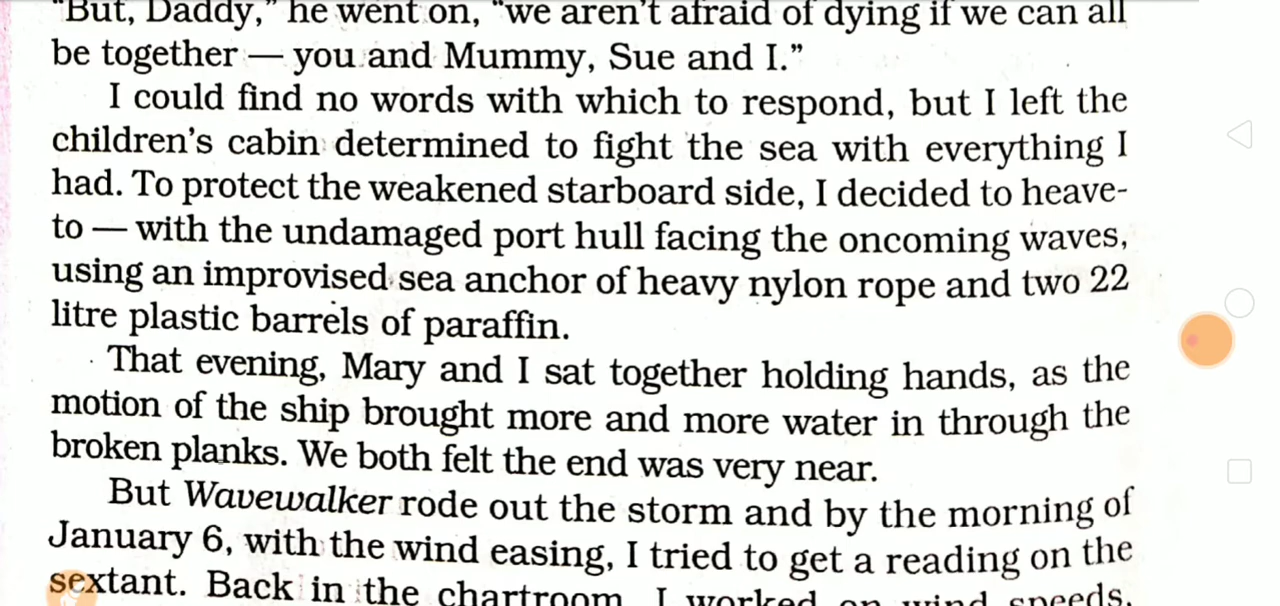 "But, Daddy," he went on, "we aren't afraid of dying if we can all
be together — you and Mummy, Sue and I."
I could find no words with which to respond, but I left the
children's cabin determined to fight the sea with everything I
had. To protect the weakened starboard side, I decided to heave-
to — with the undamaged port hull facing the oncoming waves,
using an improvised sea anchor of heavy nylon rope and two 22
litre plastic barrels of paraffin.
That evening, Mary and I sat together holding hands, as the
motion of the ship brought more and more water in through the
broken planks. We both felt the end was very near.
But Wavewalker rode out the storm and by the morning of
January 6, with the wind easing, I tried to get a reading on the
sextant. Back in the chartroom, I worked on wind speeds,